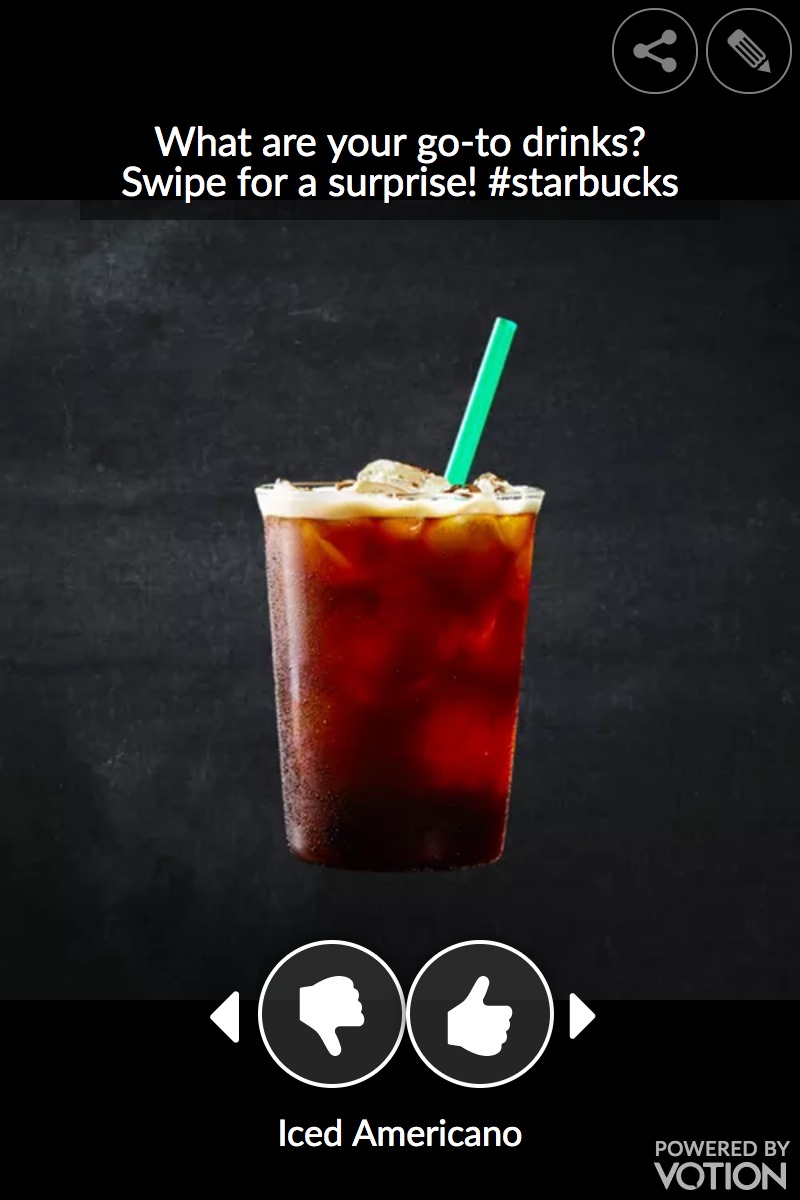 What are your go-to drinks?
Swipe for a surprise! #starbucks
Iced Americano
POWERED BY
VOTION